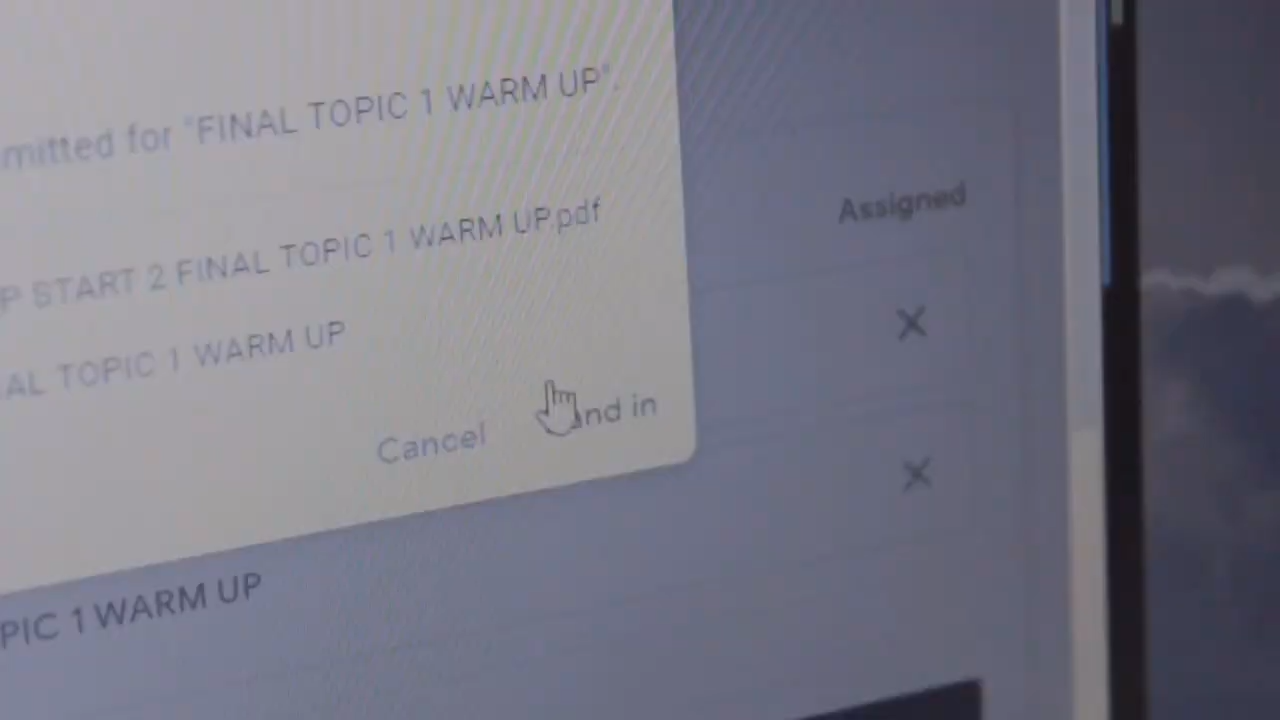 mitted for "FINAL TOPIC 1 WARM UP".
Assigned
P START 2 FINAL TOPIC 1 WARM UP.pdf
AL TOPIC 1 WARM UP
Cancel
nd in
PIC 1 WARM UP